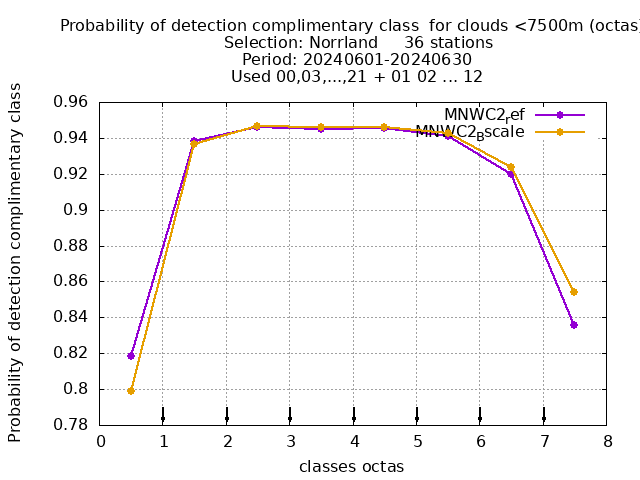 Probability of detection complimentary class  for clouds <7500m (octas)
Selection: Norrland     36 stations
Period: 20240601-20240630
Used 00,03,...,21 + 01 02 ... 12
MNWC2ref
MNWC2Bscale
Probability of detection complimentary class
0.96
0.94
0.92
0.9
0.88
0.86
0.84
0.82
0.8
0.78
0 1 2 3 4 5 6 7 8
classes octas